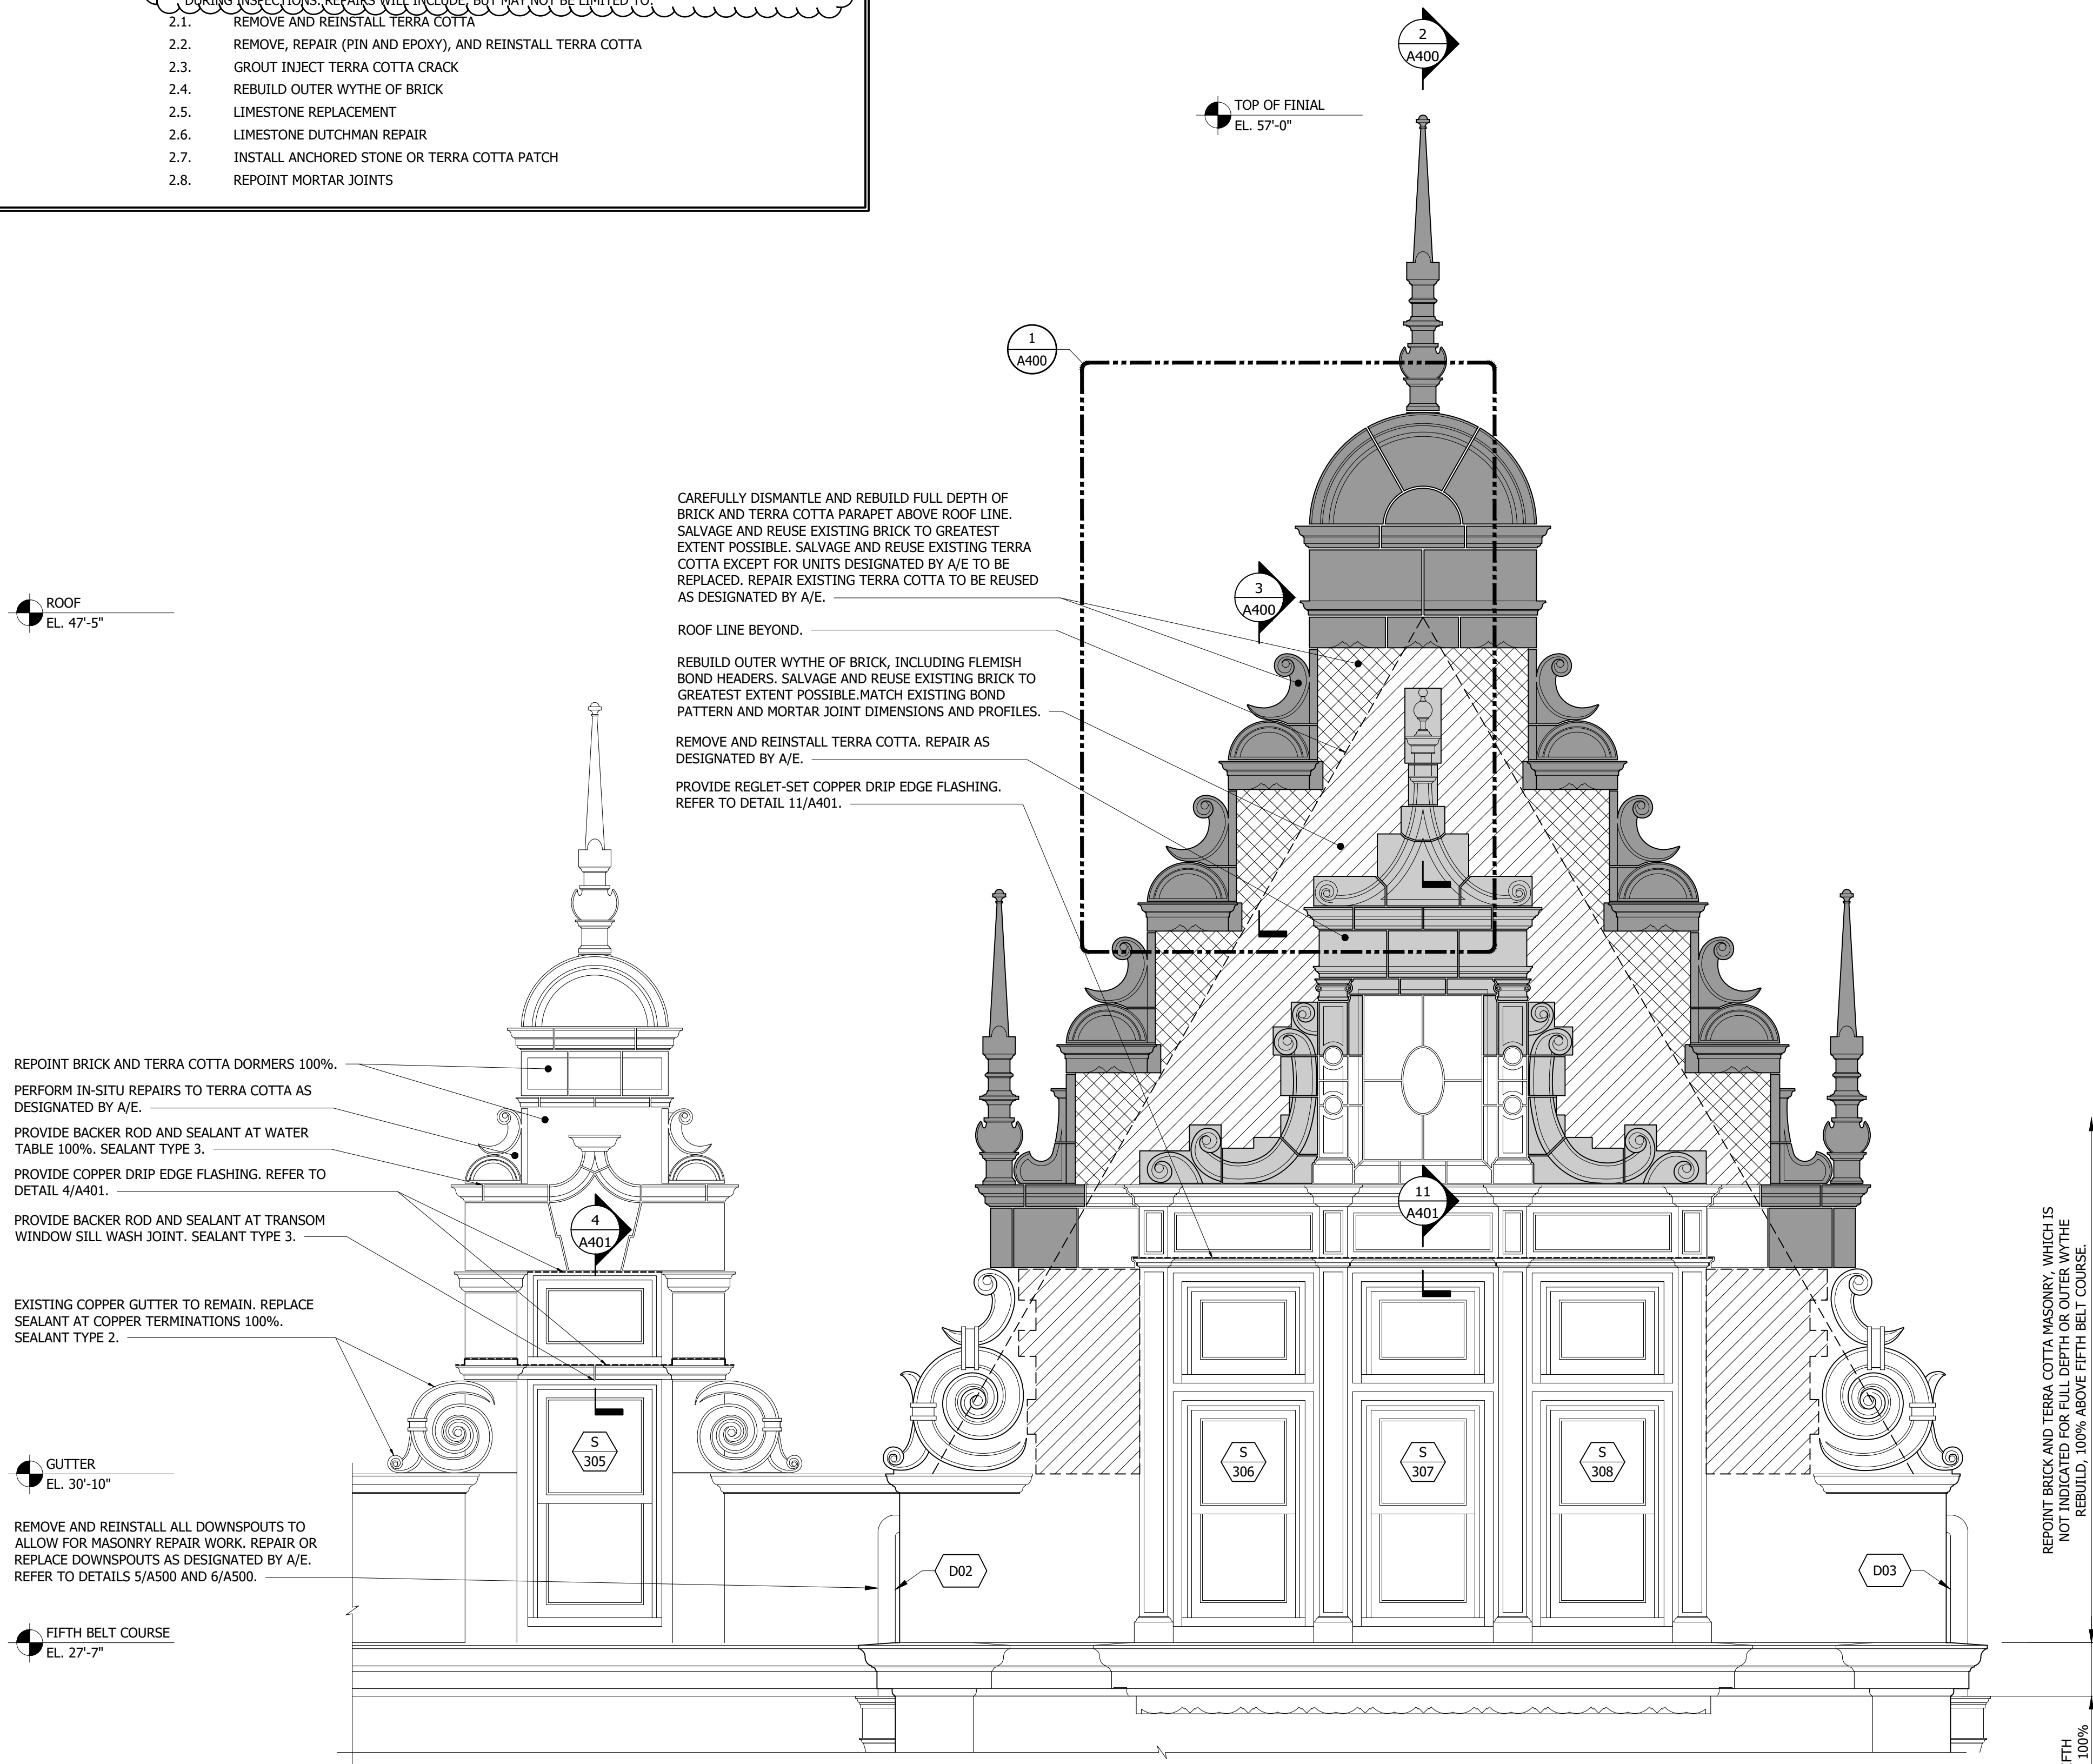 DURING INSPECTIONS. REPAIRS WILL INCLUDE, BUT MAY NOT BE LIMITED TO:
2.1. REMOVE AND REINSTALL TERRA COTTA
2.2. REMOVE, REPAIR (PIN AND EPOXY), AND REINSTALL TERRA COTTA
2.3. GROUT INJECT TERRA COTTA CRACK
2.4. REBUILD OUTER WYTHE OF BRICK
2.5. LIMESTONE REPLACEMENT
2.6. LIMESTONE DUTCHMAN REPAIR
2.7. INSTALL ANCHORED STONE OR TERRA COTTA PATCH
2.8. REPOINT MORTAR JOINTS
2
A400
TOP OF FINIAL
EL. 57'-0"
1
A400
CAREFULLY DISMANTLE AND REBUILD FULL DEPTH OF
BRICK AND TERRA COTTA PARAPET ABOVE ROOF LINE.
SALVAGE AND REUSE EXISTING BRICK TO GREATEST
EXTENT POSSIBLE. SALVAGE AND REUSE EXISTING TERRA
COTTA EXCEPT FOR UNITS DESIGNATED BY A/E TO BE
REPLACED. REPAIR EXISTING TERRA COTTA TO BE REUSED
AS DESIGNATED BY A/E.
3
A400
ROOF
EL. 47'-5"
ROOF LINE BEYOND.
REBUILD OUTER WYTHE OF BRICK, INCLUDING FLEMISH
BOND HEADERS. SALVAGE AND REUSE EXISTING BRICK TO
GREATEST EXTENT POSSIBLE.MATCH EXISTING BOND
PATTERN AND MORTAR JOINT DIMENSIONS AND PROFILES.
REMOVE AND REINSTALL TERRA COTTA. REPAIR AS
DESIGNATED BY A/E.
PROVIDE REGLET-SET COPPER DRIP EDGE FLASHING.
REFER TO DETAIL 11/A401.
REPOINT BRICK AND TERRA COTTA DORMERS 100%.
PERFORM IN-SITU REPAIRS TO TERRA COTTA AS
DESIGNATED BY A/E.
PROVIDE BACKER ROD AND SEALANT AT WATER
TABLE 100%. SEALANT TYPE 3.
PROVIDE COPPER DRIP EDGE FLASHING. REFER TO
DETAIL 4/A401.
PROVIDE BACKER ROD AND SEALANT AT TRANSOM
WINDOW SILL WASH JOINT. SEALANT TYPE 3.
4
A401
11
A401
EXISTING COPPER GUTTER TO REMAIN. REPLACE
SEALANT AT COPPER TERMINATIONS 100%.
SEALANT TYPE 2.
S
305
S
306
S
307
S
308
GUTTER
EL. 30'-10"
REMOVE AND REINSTALL ALL DOWNSPOUTS TO
ALLOW FOR MASONRY REPAIR WORK. REPAIR OR
REPLACE DOWNSPOUTS AS DESIGNATED BY A/E.
REFER TO DETAILS 5/A500 AND 6/A500.
D02
D03
FIFTH BELT COURSE
EL. 27'-7"
REPOINT BRICK AND TERRA COTTA MASONRY, WHICH IS
NOT INDICATED FOR FULL DEPTH OR OUTER WYTHE
REBUILD, 100% ABOVE FIFTH BELT COURSE.
100%